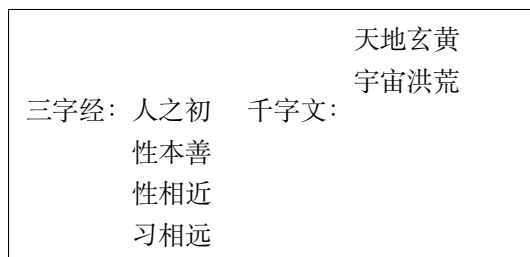 三字经：人之初
性本善
性相近
习相远
千字文：
天地玄黄
宇宙洪荒